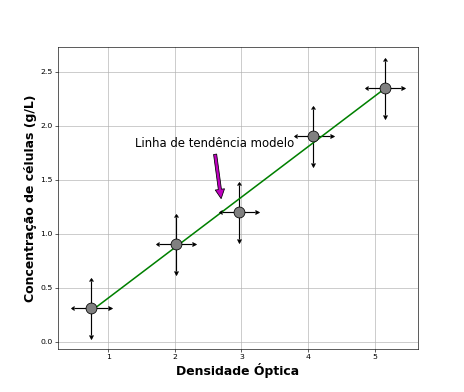 2.5
2.0
Linha de tendência modelo
1.5
1.0
0.5
0.0
1 2 3 4 5
Concentração de células (g/L)
Densidade Óptica